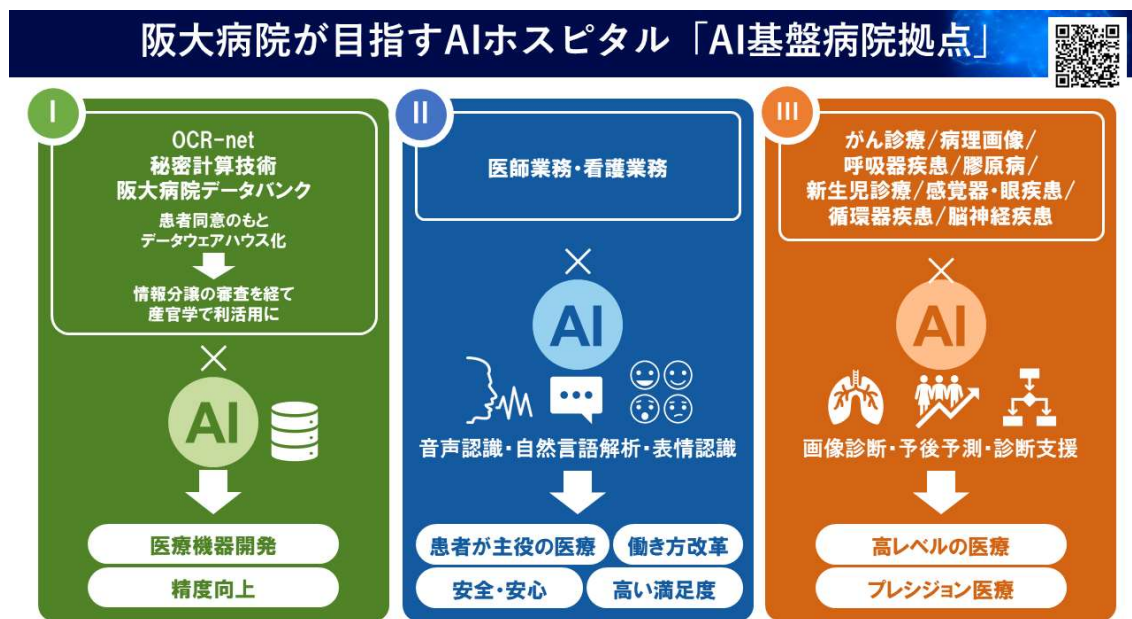 阪大病院が目指すAIホスピタル「AI基盤病院拠点」
I
OCR-net
秘密計算技術
阪大病院データバンク
患者同意のもと
データウェアハウス化
情報分譲の審査を経て
産官学で利活用に
×
AI
医療機器開発
精度向上
II
医師業務・看護業務
×
AI
音声認識・自然言語解析・表情認識
患者が主役の医療
働き方改革
安全・安心
高い満足度
III
がん診療/病理画像/
呼吸器疾患/膠原病/
新生児診療/感覚器・眼疾患/
循環器疾患/脳神経疾患
×
AI
画像診断・予後予測・診断支援
高レベルの医療
プレシジョン医療